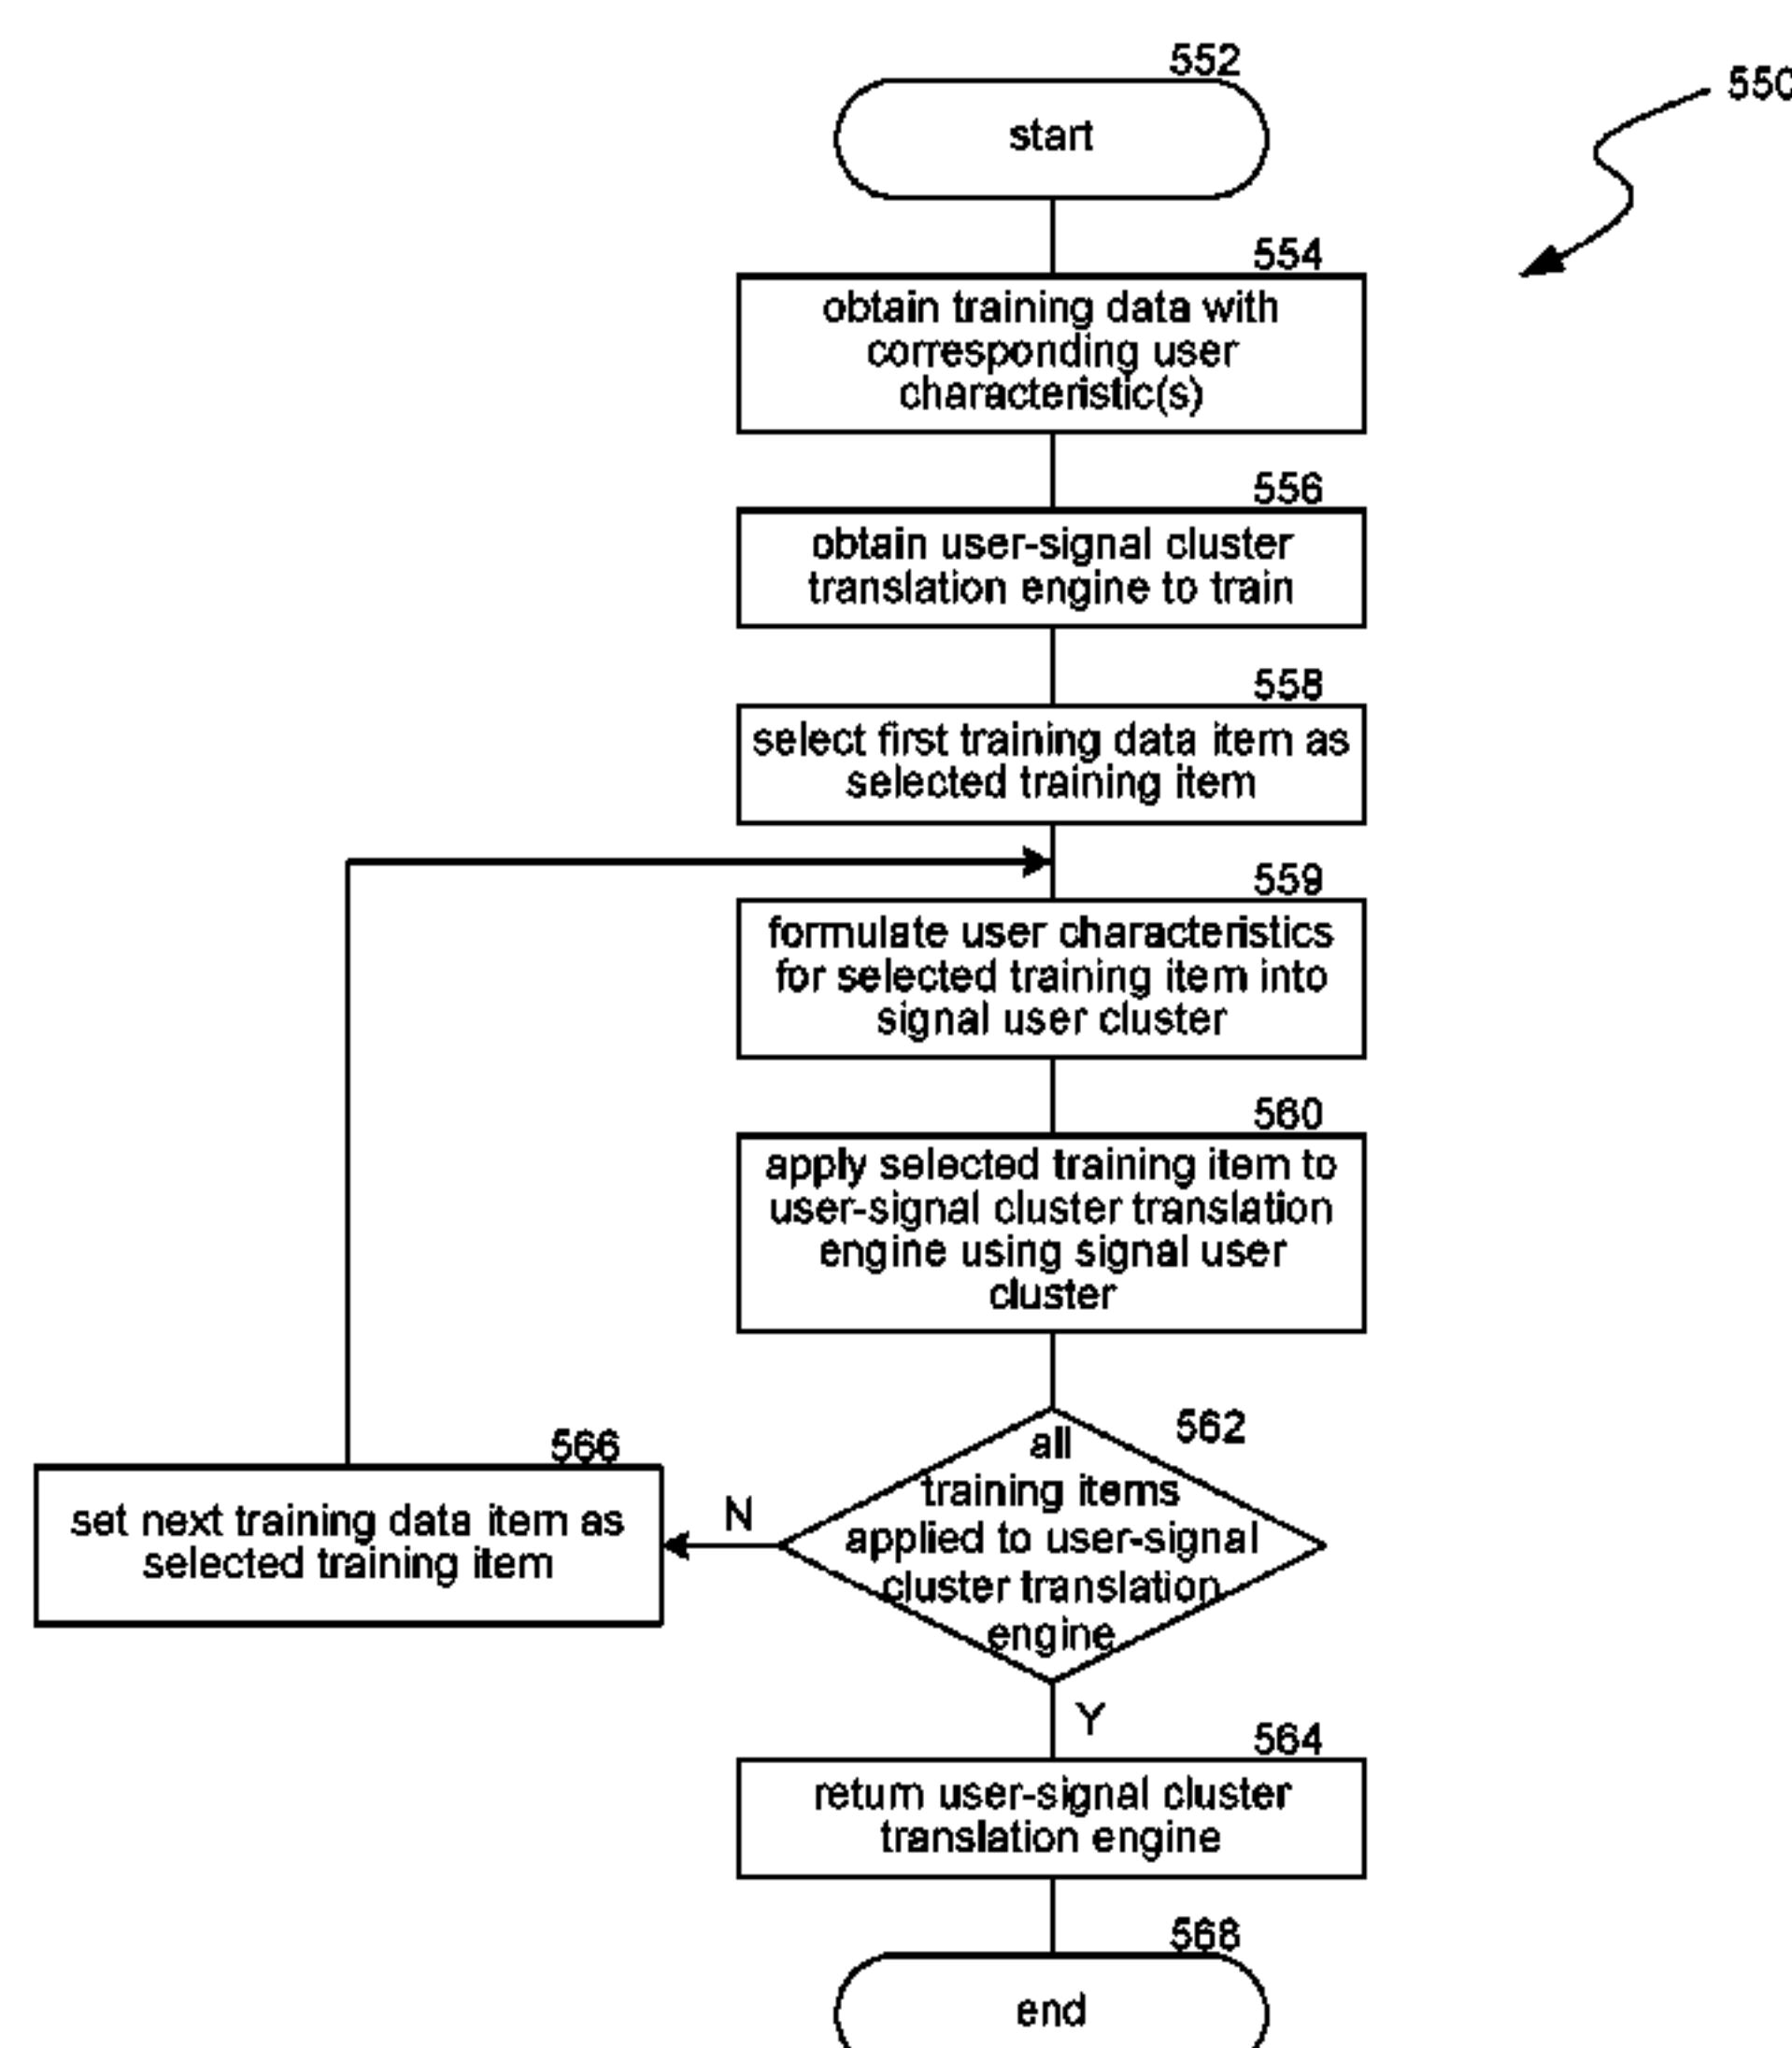 552
550
start
554
obtain training data with
corresponding user
characteristic(s)
556
obtain user-signal cluster
translation engine to train
558
select first training data item as
selected training item
559
formulate user characteristics
for selected training item into
signal user cluster
560
apply selected training item to
user-signal cluster translation
engine using signal user
cluster
562
all
training items
applied to user-signal
cluster translation
engine
N
566
set next training data item as
selected training item
Y
564
return user-signal cluster
translation engine
568
end